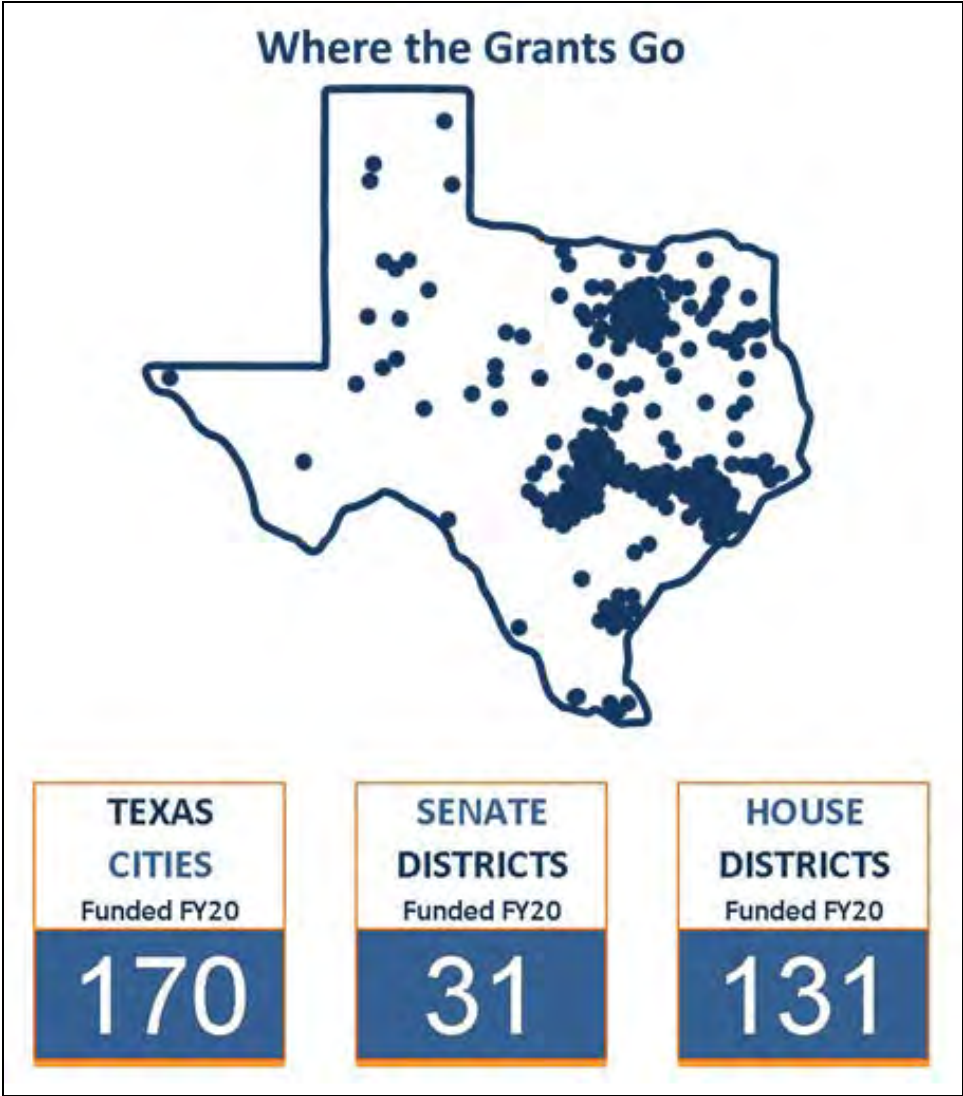 Where the Grants Go
TEXAS
CITIES
Funded FY20
170
SENATE
DISTRICTS
Funded FY20
31
HOUSE
DISTRICTS
Funded FY20
131